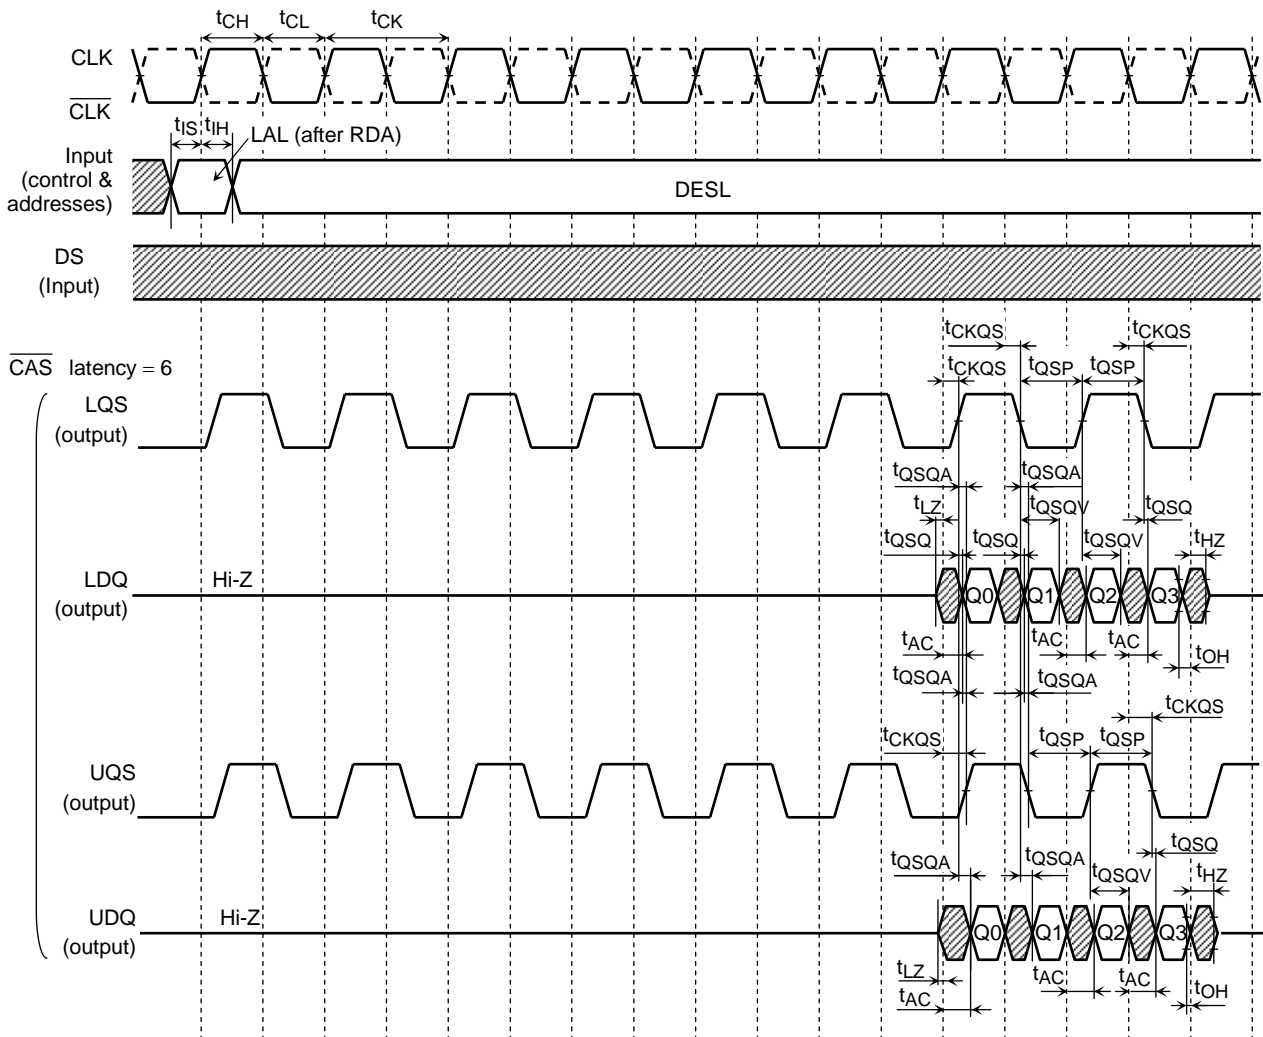 tCH tCL tCK
CLK
CLK
tIS tIH LAL (after RDA)
Input
(control &
addresses)
DESL
DS
(Input)
tCKQS tCKQS
CAS latency = 6
tCKQS tQSP tQSP
LQS
(output)
tQSQA tQSQA
tLZ tQSQV tQSQ
tQSQ tQSQ tQSQV tHZ
LDQ
(output)
Hi-Z
Q0 Q1 Q2 Q3
tAC tAC tAC tOH
tQSQA tQSQA
tCKQS
tCKQS tQSP tQSP
UQS
(output)
tQSQ
tQSQA tQSQA tQSQV tHZ
UDQ
(output)
Hi-Z
Q0 Q1 Q2 Q3
tLZ tAC tAC tOH
tAC